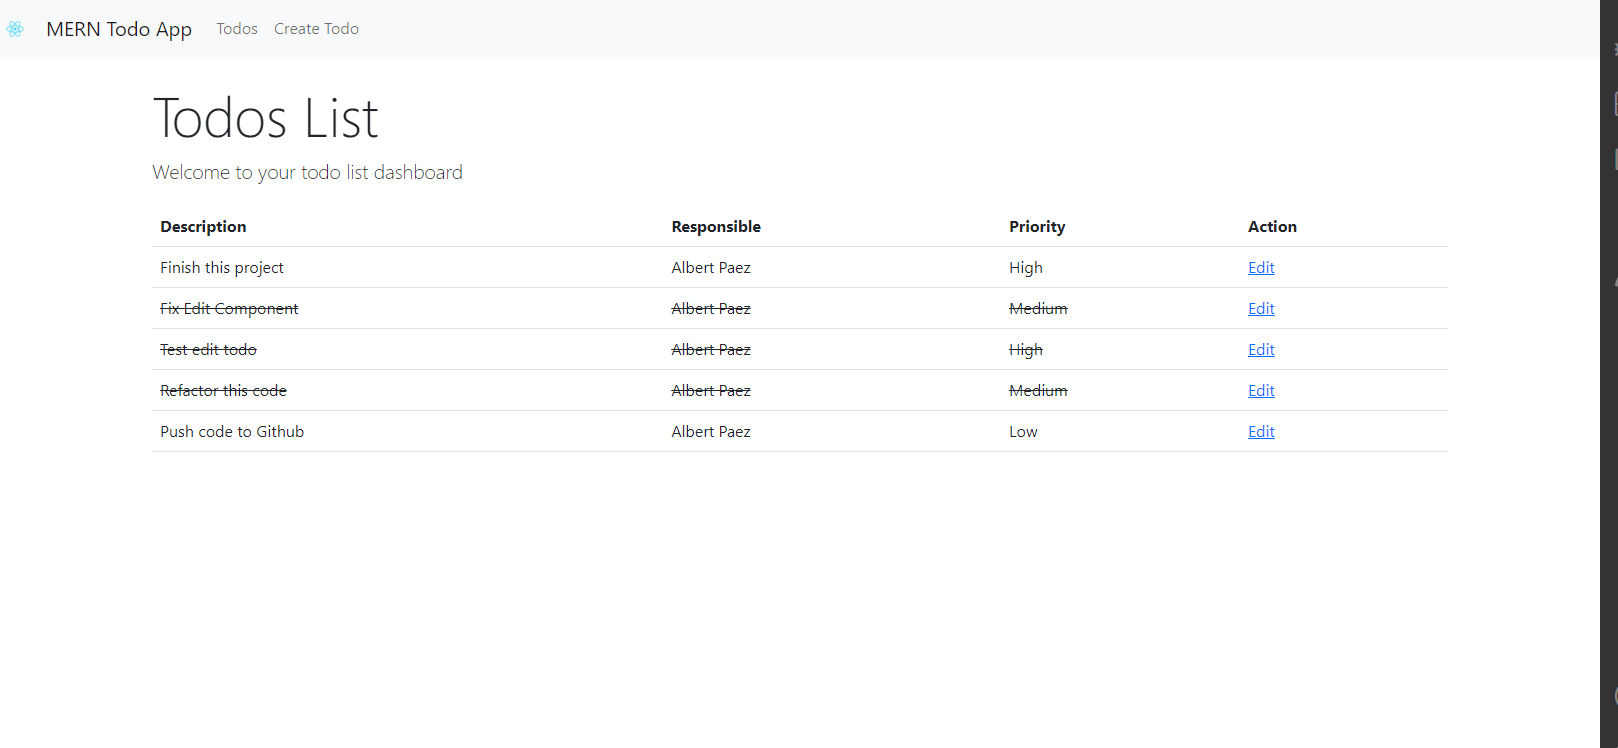 MERN Todo App Todos Create Todo
Todos List
Welcome to your todo list dashboard
Description Responsible Priority Action
Finish this project Albert Paez High Edit
Fix Edit Component Albert Paez Medium Edit
Test edit todo Albert Paez High Edit
Refactor this code Albert Paez Medium Edit
Push code to Github Albert Paez Low Edit